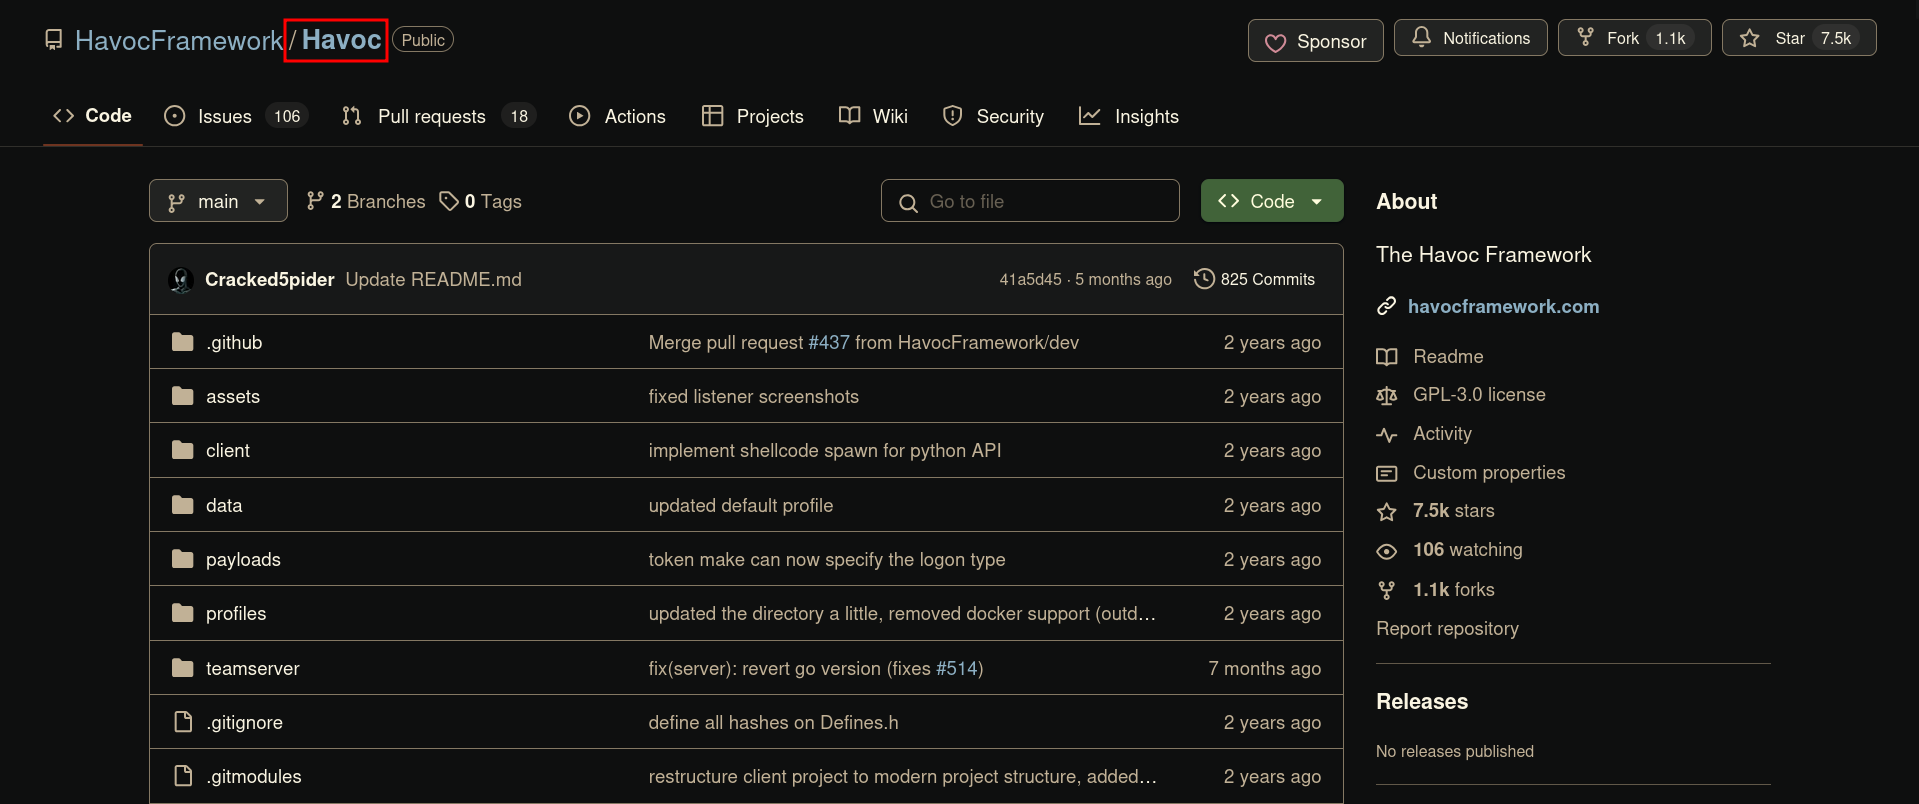 HavocFramework / Havoc Public Sponsor Notifications Fork 1.1k Star 7.5k
Code Issues 106 Pull requests 18 Actions Projects Wiki Security Insights
main 2 Branches 0 Tags Go to file Code
Cracked5pider Update README.md 41a5d45 · 5 months ago 825 Commits
.github Merge pull request #437 from HavocFramework/dev 2 years ago
assets fixed listener screenshots 2 years ago
client implement shellcode spawn for python API 2 years ago
data updated default profile 2 years ago
payloads token make can now specify the logon type 2 years ago
profiles updated the directory a little, removed docker support (outd... 2 years ago
teamserver fix(server): revert go version (fixes #514) 7 months ago
.gitignore define all hashes on Defines.h 2 years ago
.gitmodules restructure client project to modern project structure, added... 2 years ago
About
The Havoc Framework
havocframework.com
Readme
GPL-3.0 license
Activity
Custom properties
7.5k stars
106 watching
1.1k forks
Report repository
Releases
No releases published